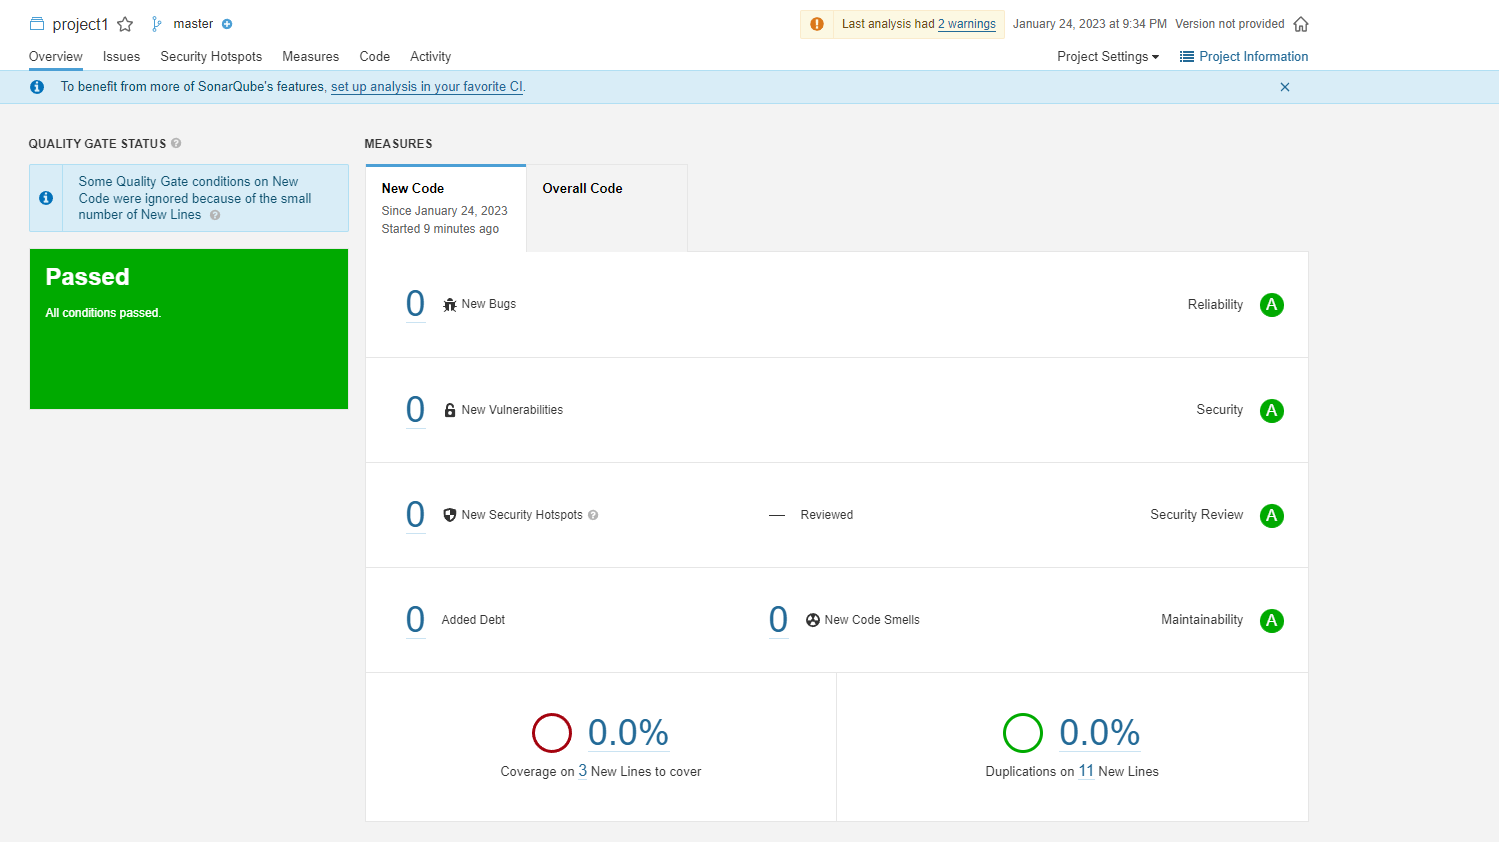 project1
master
Last analysis had 2 warnings
January 24, 2023 at 9:34 PM
Version not provided
Overview
Issues
Security Hotspots
Measures
Code
Activity
Project Settings
Project Information
To benefit from more of SonarQube's features, set up analysis in your favorite CI.
QUALITY GATE STATUS
Some Quality Gate conditions on New
Code were ignored because of the small
number of New Lines
Passed
All conditions passed.
MEASURES
New Code
Since January 24, 2023
Started 9 minutes ago
Overall Code
0 New Bugs
Reliability A
0 New Vulnerabilities
Security A
0 New Security Hotspots
— Reviewed
Security Review A
0 Added Debt
0 New Code Smells
Maintainability A
0.0%
Coverage on 3 New Lines to cover
0.0%
Duplications on 11 New Lines